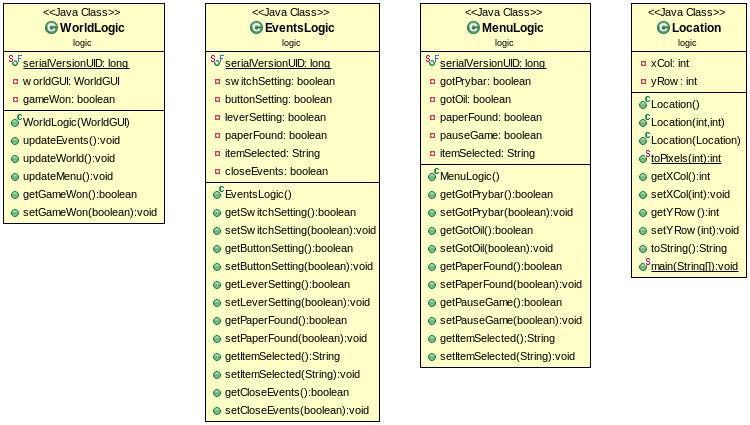 <<Java Class>>
WorldLogic
logic
serialVersionUID: long
worldGUI: WorldGUI
gameWon: boolean
WorldLogic(WorldGUI)
updateEvents():void
updateWorld():void
updateMenu():void
getGameWon():boolean
setGameWon(boolean):void
<<Java Class>>
EventsLogic
logic
serialVersionUID: long
switchSetting: boolean
buttonSetting: boolean
leverSetting: boolean
paperFound: boolean
itemSelected: String
closeEvents: boolean
EventsLogic()
getSwitchSetting():boolean
setSwitchSetting(boolean):void
getButtonSetting():boolean
setButtonSetting(boolean):void
getLeverSetting():boolean
setLeverSetting(boolean):void
getPaperFound():boolean
setPaperFound(boolean):void
getItemSelected():String
setItemSelected(String):void
getCloseEvents():boolean
setCloseEvents(boolean):void
<<Java Class>>
MenuLogic
logic
serialVersionUID: long
gotPrybar: boolean
gotOil: boolean
paperFound: boolean
pauseGame: boolean
itemSelected: String
MenuLogic()
getGotPrybar():boolean
setGotPrybar(boolean):void
getGotOil():boolean
setGotOil(boolean):void
getPaperFound():boolean
setPaperFound(boolean):void
getPauseGame():boolean
setPauseGame(boolean):void
getItemSelected():String
setItemSelected(String):void
<<Java Class>>
Location
logic
xCol: int
yRow: int
Location()
Location(int,int)
Location(Location)
toPixels(int):int
getXCol():int
setXCol(int):void
getYRow():int
setYRow(int):void
toString():String
main(String[]):void